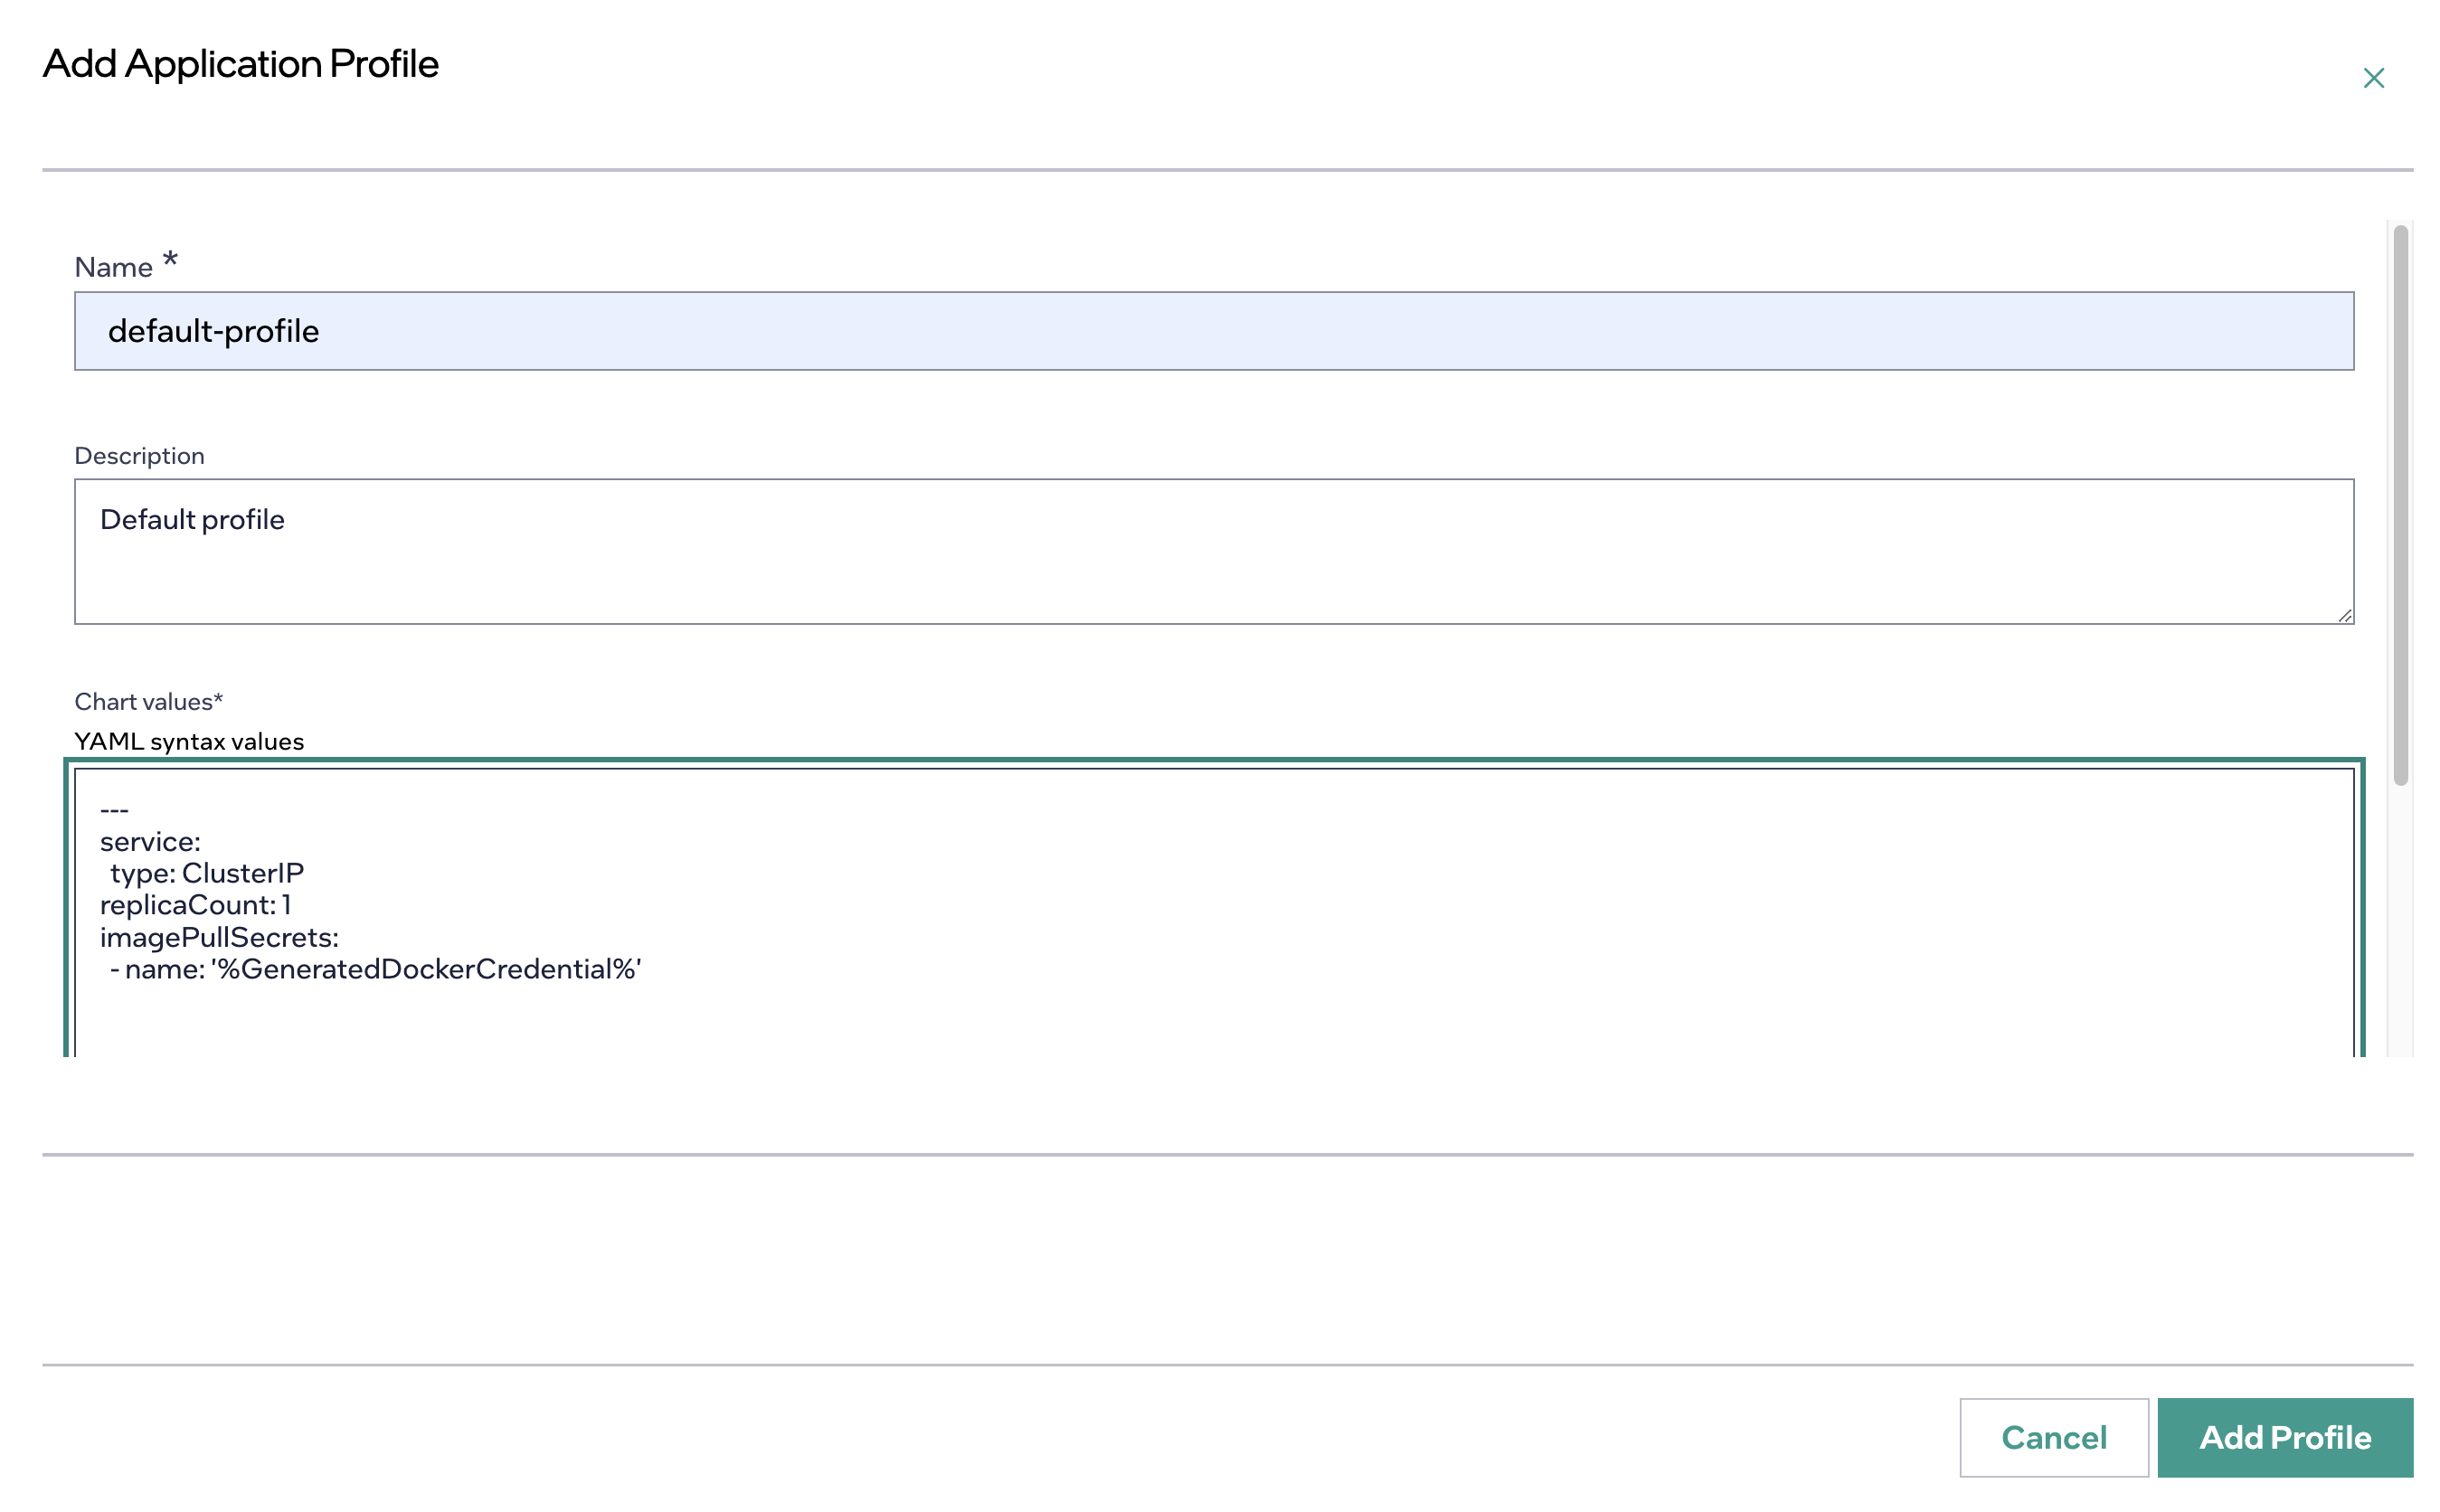 Add Application Profile
Name *
default-profile
Description
Default profile
Chart values*
YAML syntax values
---
service:
  type: ClusterIP
replicaCount: 1
imagePullSecrets:
  - name: '%GeneratedDockerCredential%'
Cancel
Add Profile